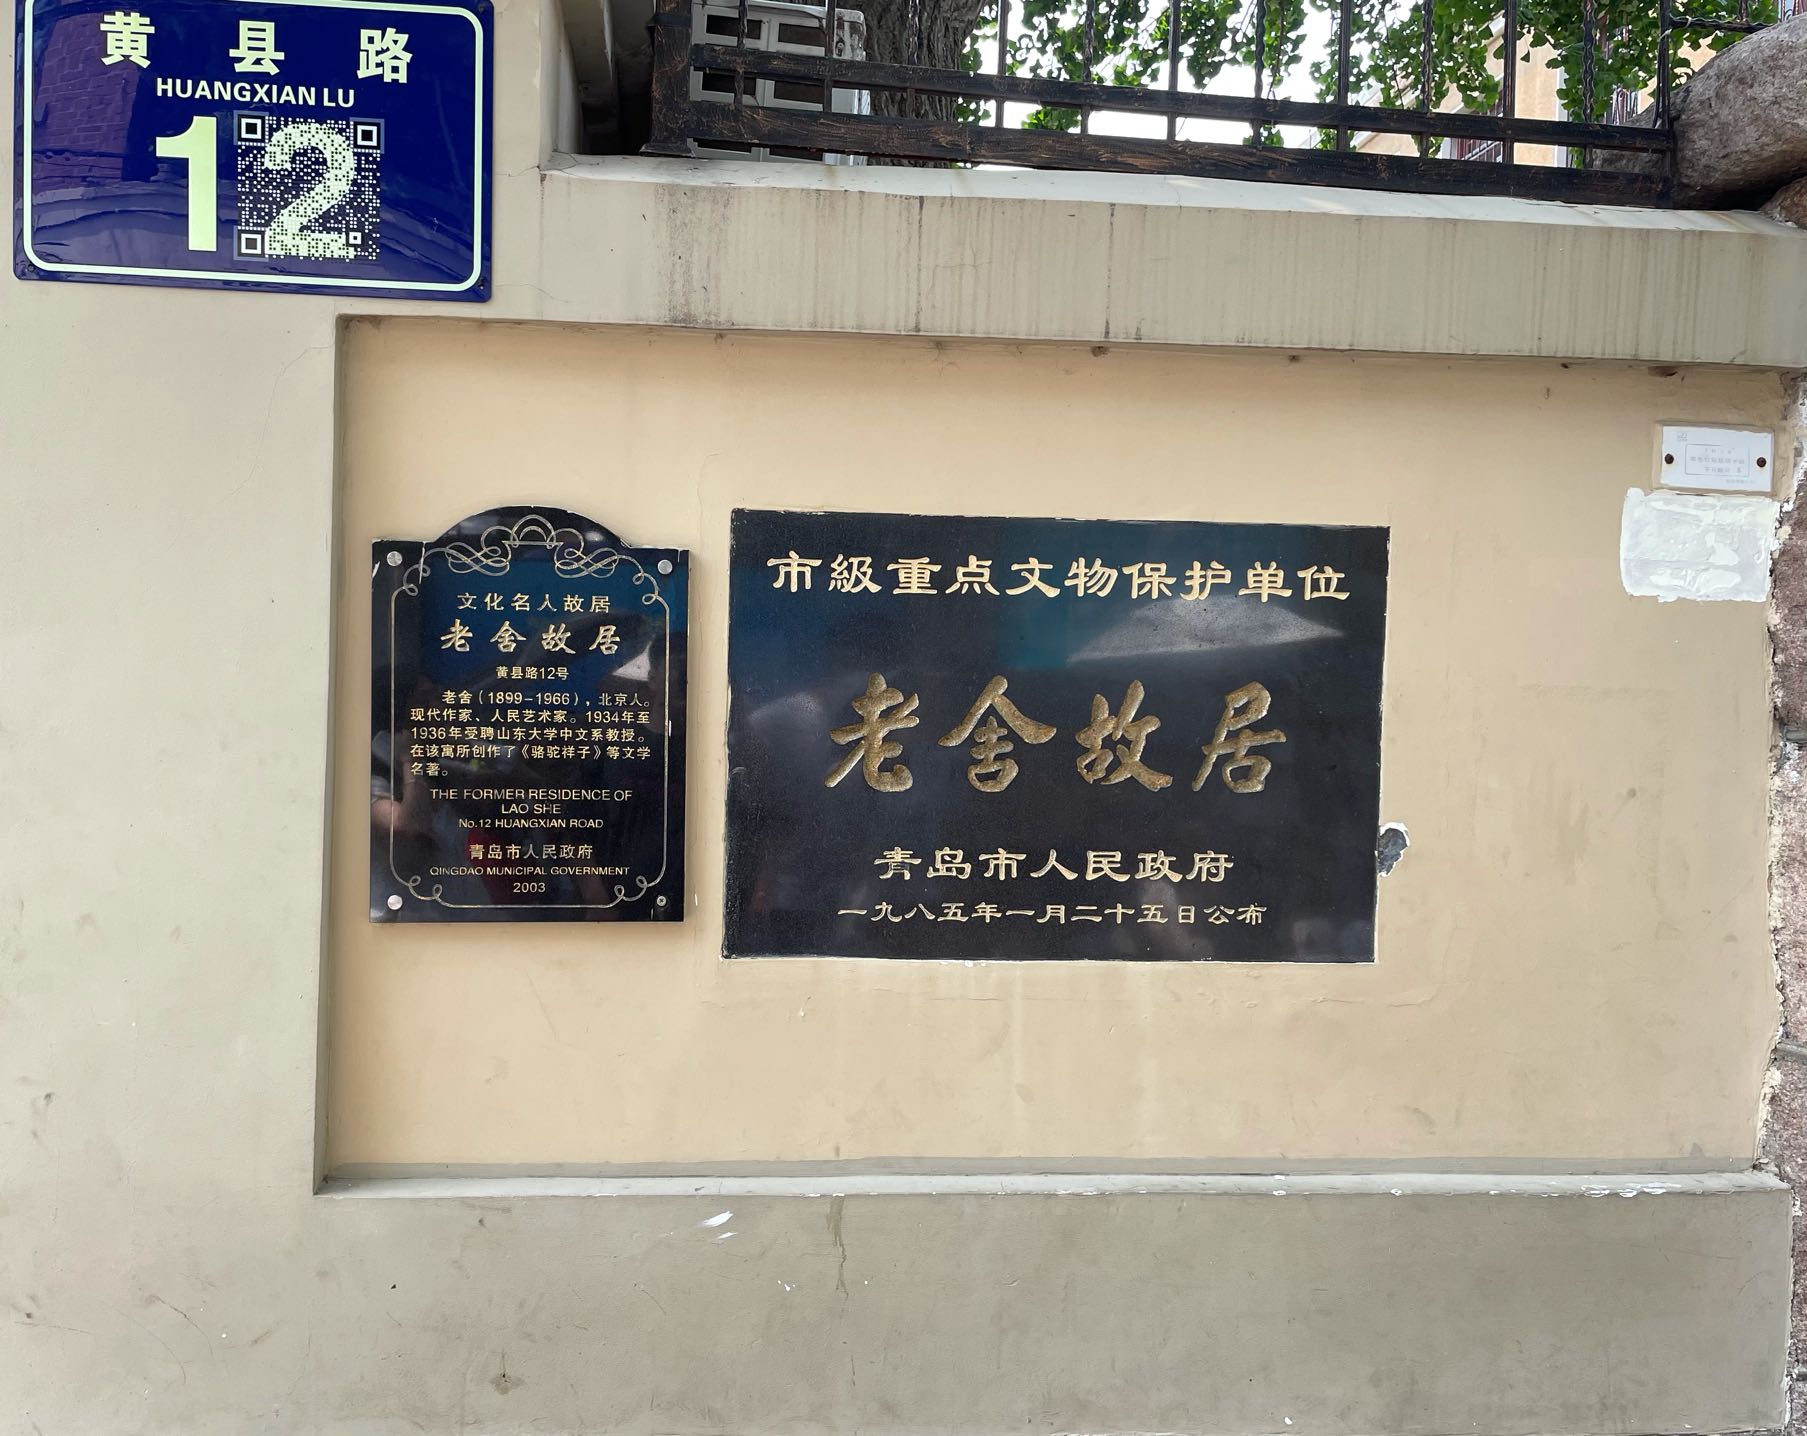 黄县路
HUANGXIAN LU
12
文化名人故居
老舍故居
黄县路12号
老舍（1899-1966），北京人。
现代作家、人民艺术家。1934年至
1936年受聘山东大学中文系教授。
在该寓所创作了《骆驼祥子》等文学
名著。
THE FORMER RESIDENCE OF
LAO SHE
No.12 HUANGXIAN ROAD
青岛市人民政府
QINGDAO MUNICIPAL GOVERNMENT
2003
市級重点文物保护单位
老舍故居
青岛市人民政府
一九八五年一月二十五日公布